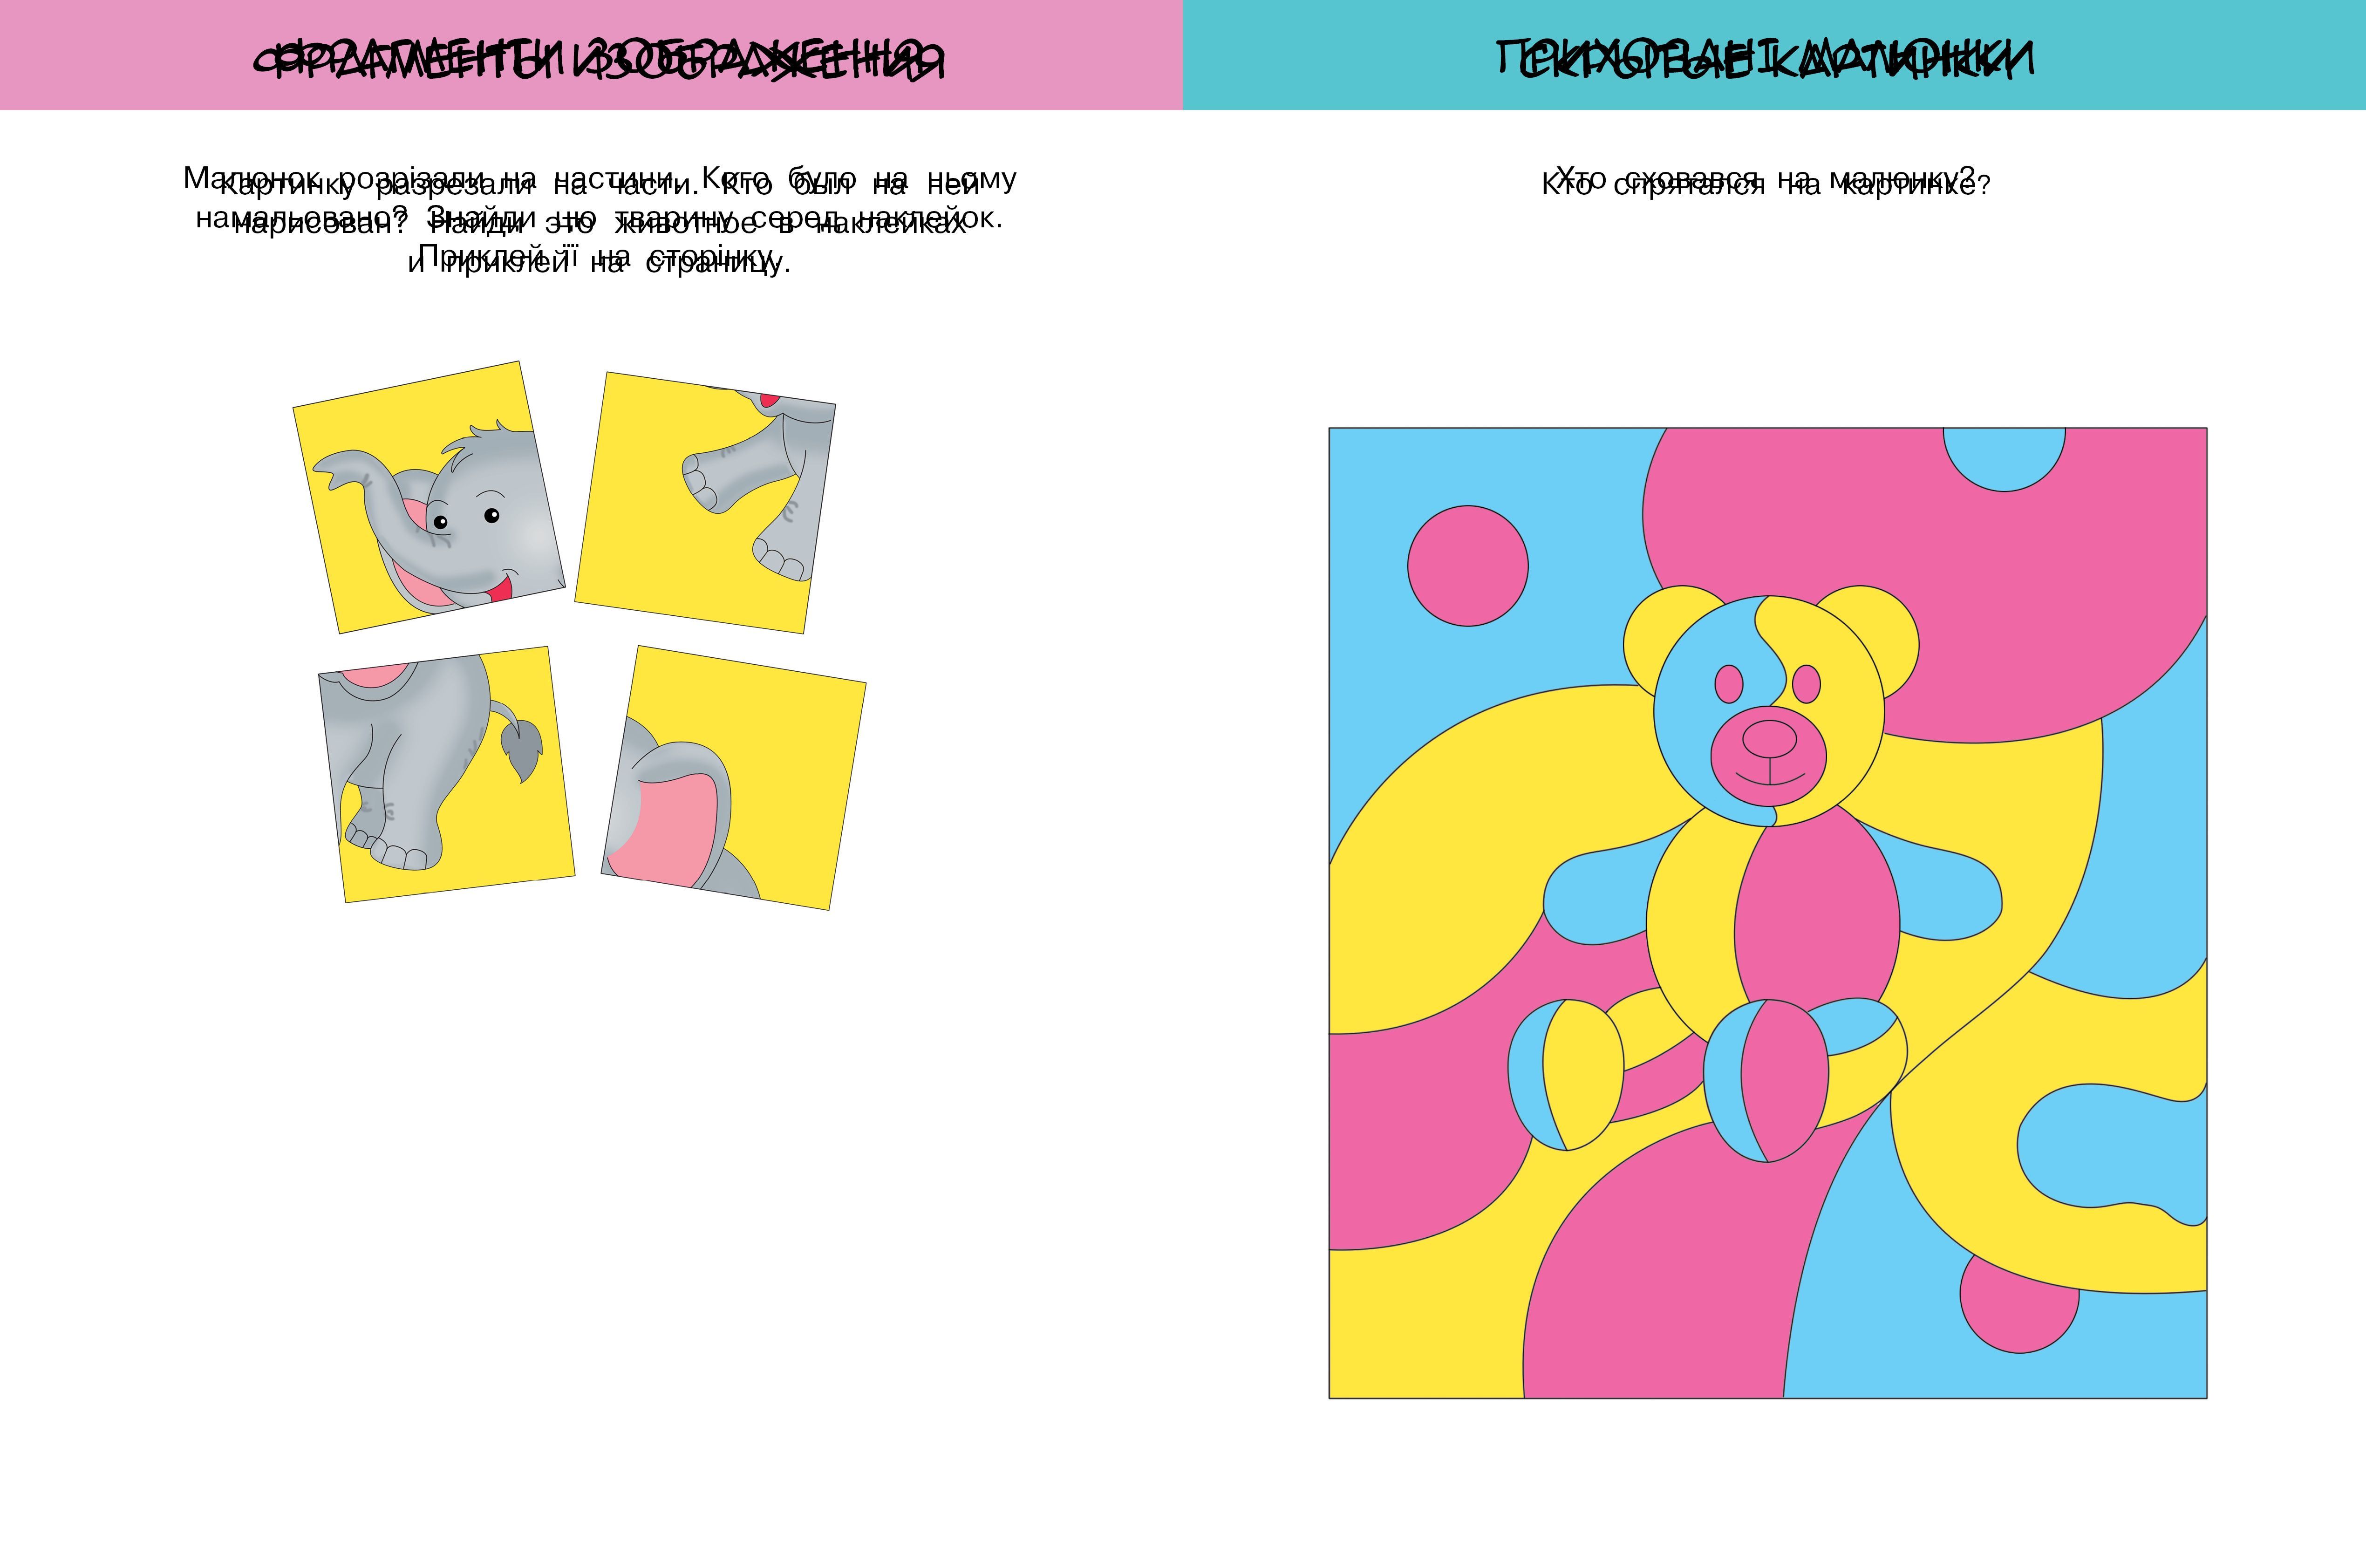 ФРАГМЕНТИ ЗОБРАЖЕННЯ
ФРАГМЕНТЫ ИЗОБРАЖЕНИЯ
Малюнок розрізали на частини. Кого було на ньому
намальовано? Знайди цю тварину серед наклейок.
Приклей її на сторінку.
Картинку разрезали на части. Кто был на ней
нарисован? Найди это животное в наклейках
и приклей на страницу.
ПРИХОВАНІ МАЛЮНКИ
СКРЫТЫЕ КАРТИНКИ
Хто сховався на малюнку?
Кто спрятался на картинке?